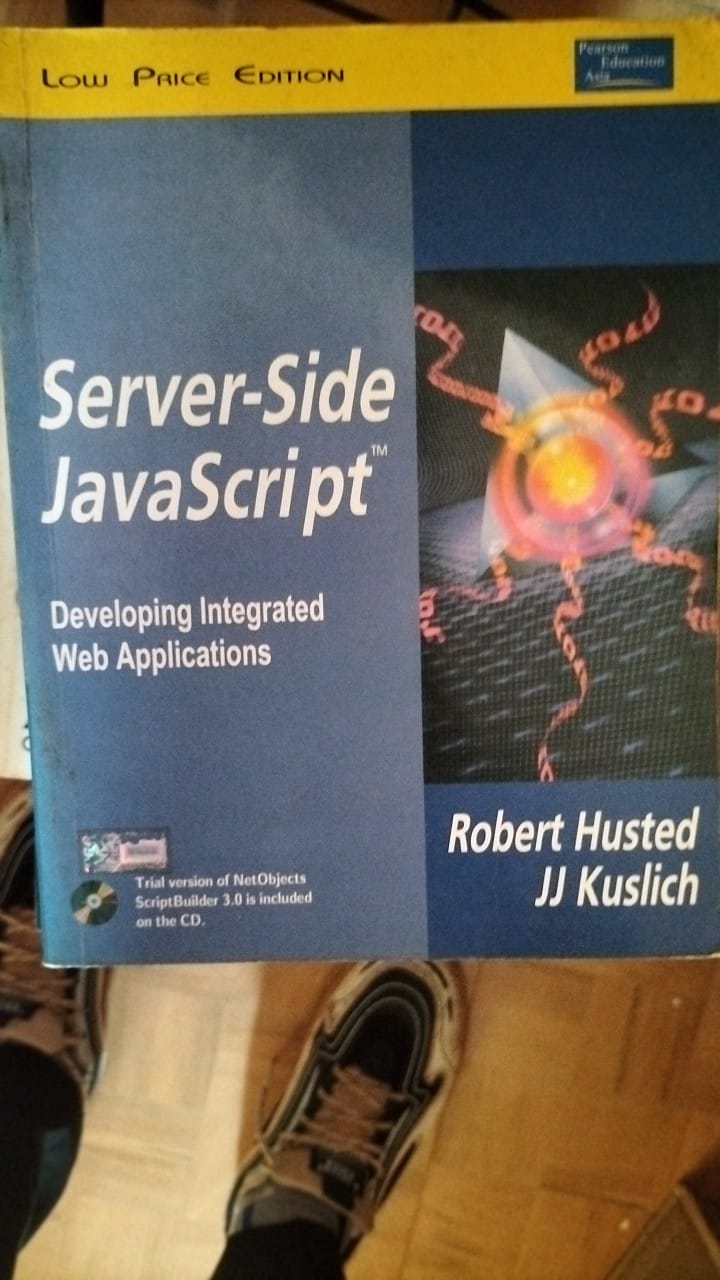 LOW PRICE EDITION
Pearson
Education
Asia
Server-Side
JavaScript™
Developing Integrated
Web Applications
Robert Husted
JJ Kuslich
Trial version of NetObjects
ScriptBuilder 3.0 is included
on the CD.